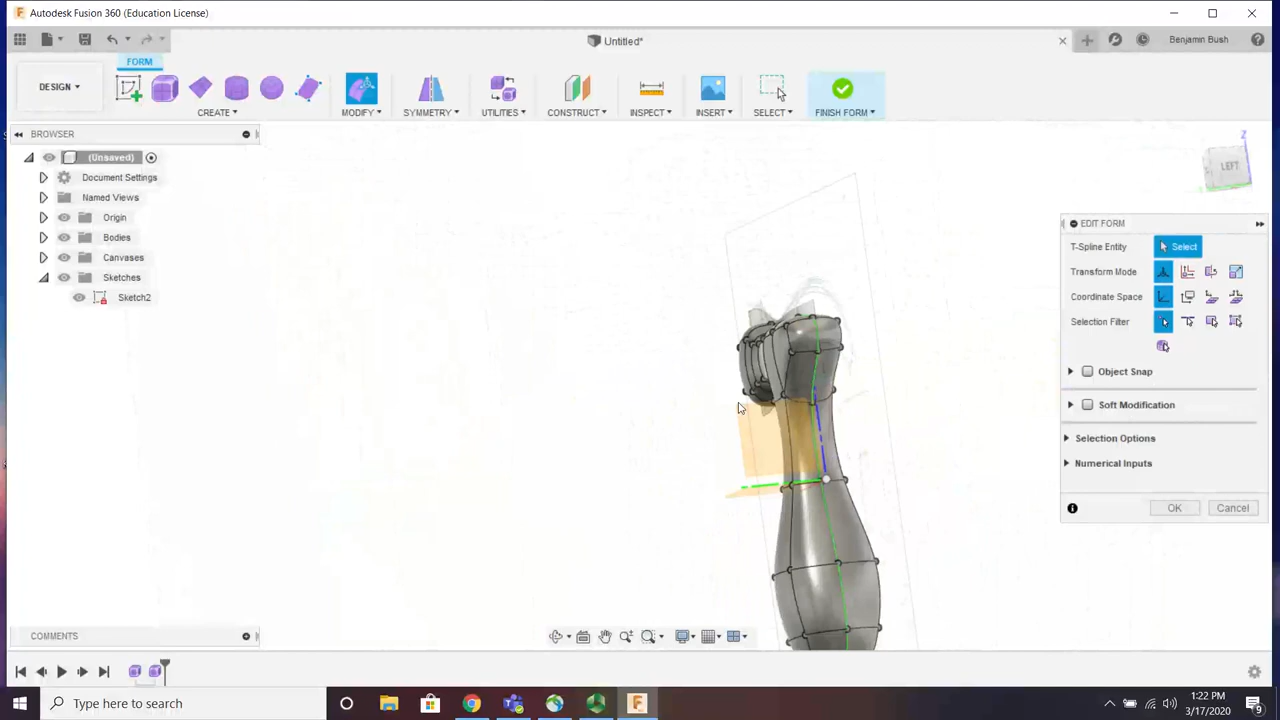 Autodesk Fusion 360 (Education License)
Untitled*
Benjamin Bush
FORM
DESIGN
CREATE
MODIFY
SYMMETRY
UTILITIES
CONSTRUCT
INSPECT
INSERT
SELECT
FINISH FORM
BROWSER
(Unsaved)
Document Settings
Named Views
Origin
Bodies
Canvases
Sketches
Sketch2
Z
LEFT
EDIT FORM
T-Spline Entity
Select
Transform Mode
Coordinate Space
Selection Filter
Object Snap
Soft Modification
Selection Options
Numerical Inputs
OK
Cancel
COMMENTS
Type here to search
1:22 PM
3/17/2020
9